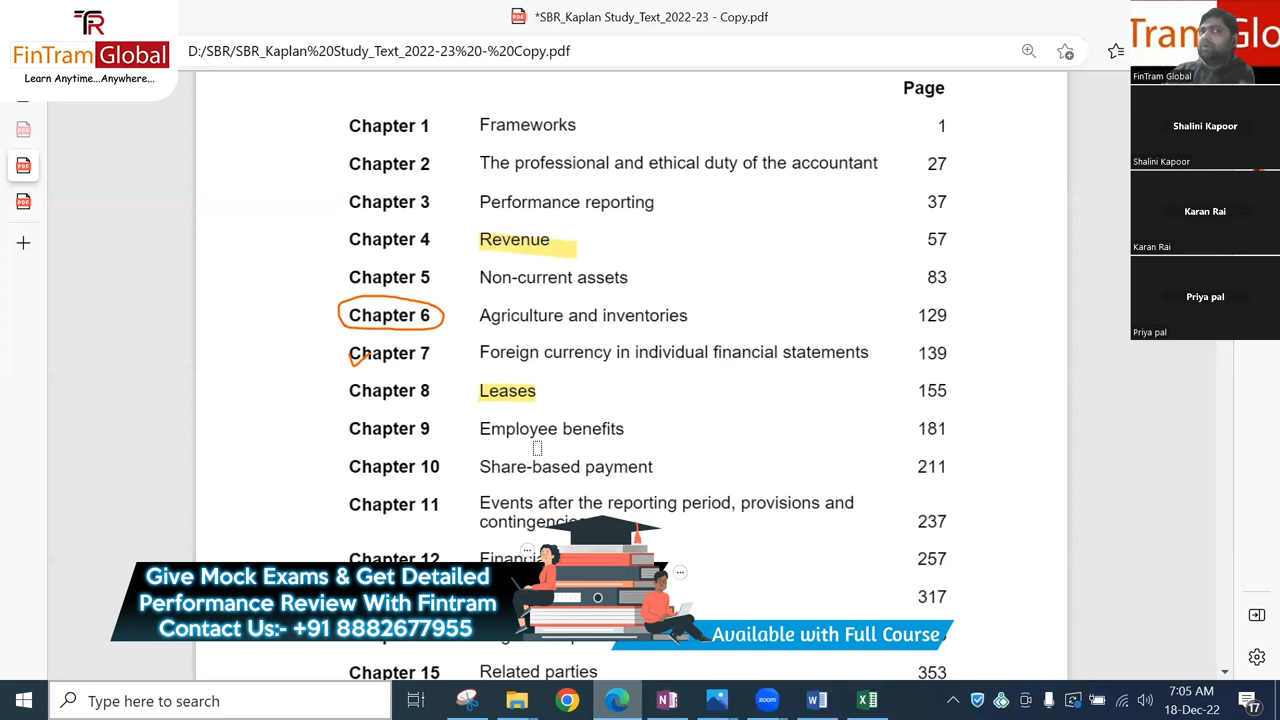 FinTram Global
Learn Anytime...Anywhere...
*SBR_Kaplan Study_Text_2022-23 - Copy.pdf
D:/SBR/SBR_Kaplan%20Study_Text_2022-23%20-%20Copy.pdf
Page
Chapter 1 Frameworks 1
Chapter 2 The professional and ethical duty of the accountant 27
Chapter 3 Performance reporting 37
Chapter 4 Revenue 57
Chapter 5 Non-current assets 83
Chapter 6 Agriculture and inventories 129
Chapter 7 Foreign currency in individual financial statements 139
Chapter 8 Leases 155
Chapter 9 Employee benefits 181
Chapter 10 Share-based payment 211
Chapter 11 Events after the reporting period, provisions and
contingencies 237
Chapter 12 Financi 257
317
Chapter 15 Related parties 353
Give Mock Exams & Get Detailed
Performance Review With Fintram
Contact Us:- +91 8882677955
Available with Full Course
Tram Glo
FinTram Global
Shalini Kapoor
Shalini Kapoor
Karan Rai
Karan Rai
Priya pal
Priya pal
Type here to search
7:05 AM
18-Dec-22
17